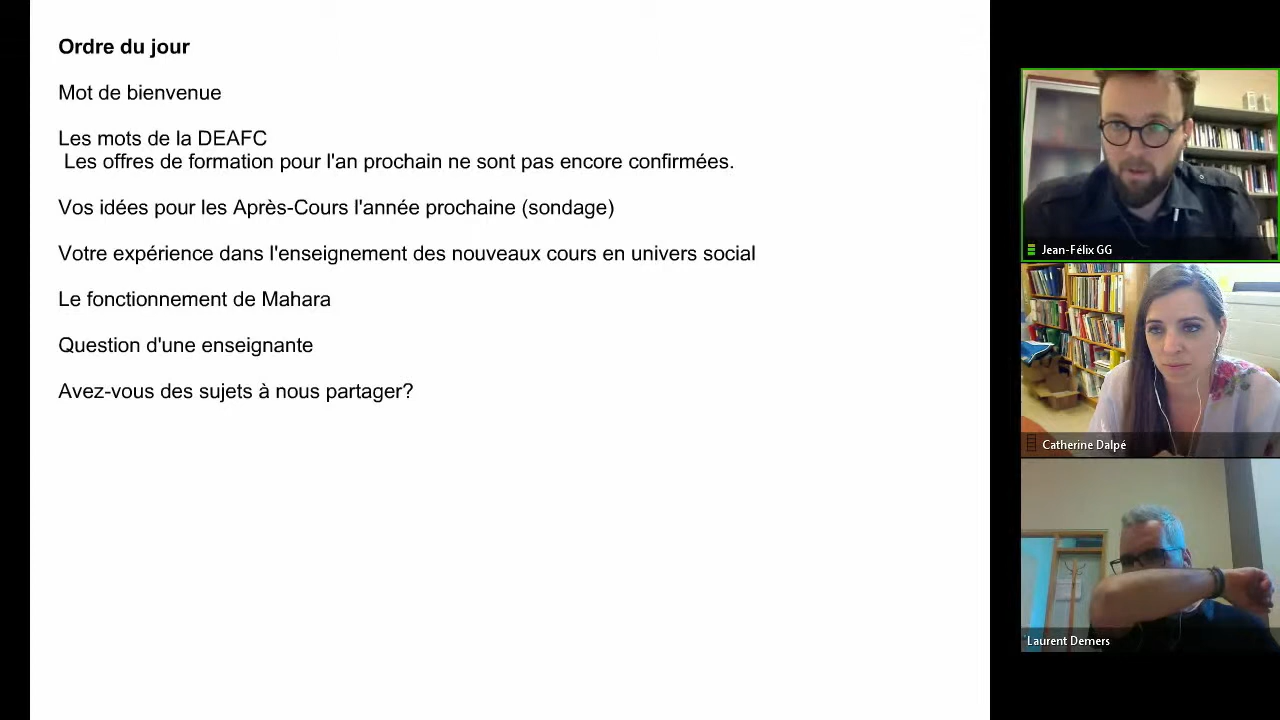 Ordre du jour
Mot de bienvenue
Les mots de la DEAFC
Les offres de formation pour l'an prochain ne sont pas encore confirmées.
Vos idées pour les Après-Cours l'année prochaine (sondage)
Votre expérience dans l'enseignement des nouveaux cours en univers social
Le fonctionnement de Mahara
Question d'une enseignante
Avez-vous des sujets à nous partager?
Jean-Félix GG
Catherine Dalpé
Laurent Demers